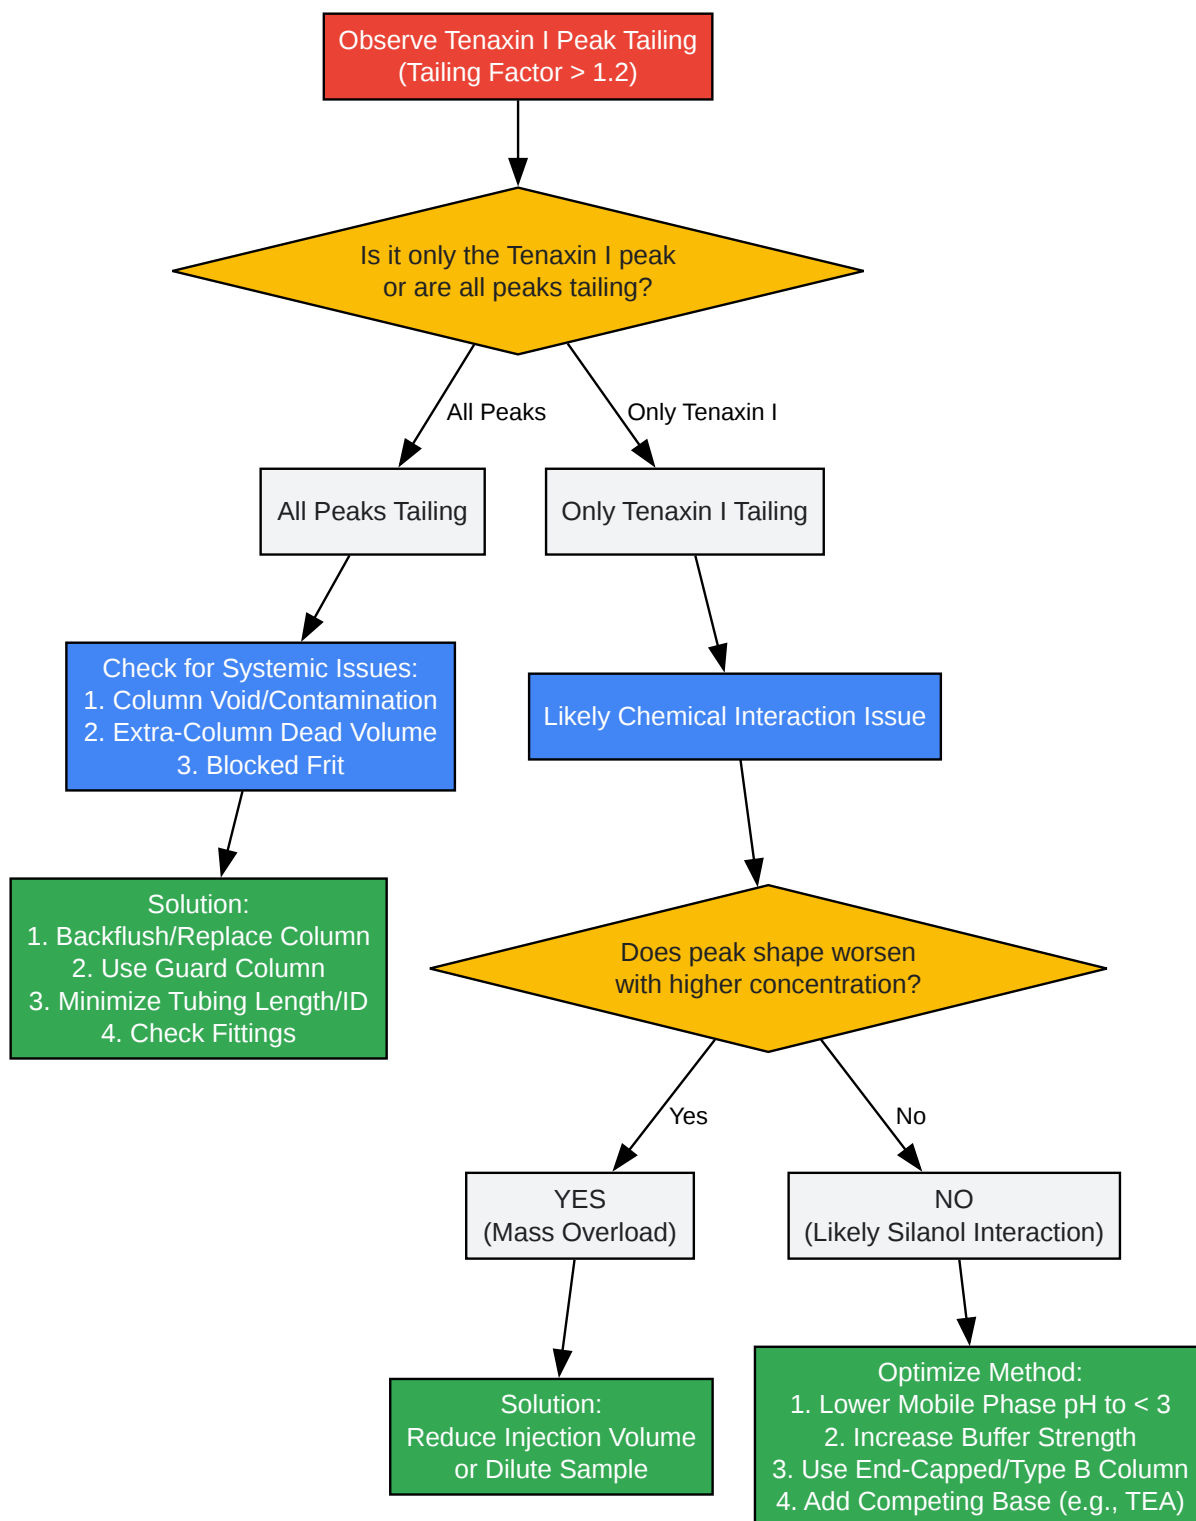 Observe Tenaxin I Peak Tailing
(Tailing Factor > 1.2)
Is it only the Tenaxin I peak
or are all peaks tailing?
All Peaks
Only Tenaxin I
All Peaks Tailing
Only Tenaxin I Tailing
Check for Systemic Issues:
1. Column Void/Contamination
2. Extra-Column Dead Volume
3. Blocked Frit
Likely Chemical Interaction Issue
Solution:
1. Backflush/Replace Column
2. Use Guard Column
3. Minimize Tubing Length/ID
4. Check Fittings
Does peak shape worsen
with higher concentration?
Yes
No
YES
(Mass Overload)
NO
(Likely Silanol Interaction)
Solution:
Reduce Injection Volume
or Dilute Sample
Optimize Method:
1. Lower Mobile Phase pH to < 3
2. Increase Buffer Strength
3. Use End-Capped/Type B Column
4. Add Competing Base (e.g., TEA)